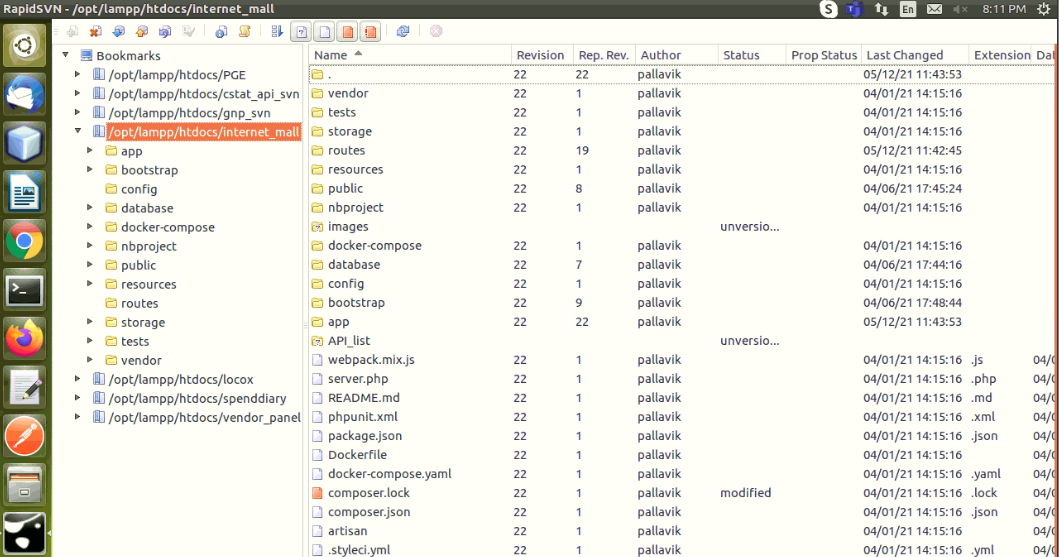 RapidSVN - /opt/lampp/htdocs/internet_mall
En
8:11 PM
Bookmarks
/opt/lampp/htdocs/PGE
/opt/lampp/htdocs/cstat_api_svn
/opt/lampp/htdocs/gnp_svn
/opt/lampp/htdocs/internet_mall
app
bootstrap
config
database
docker-compose
nbproject
public
resources
routes
storage
tests
vendor
/opt/lampp/htdocs/locox
/opt/lampp/htdocs/spenddiary
/opt/lampp/htdocs/vendor_panel
Name Revision Rep. Rev. Author Status Prop Status Last Changed Extension Dat
. 22 22 pallavik 05/12/21 11:43:53
vendor 22 1 pallavik 04/01/21 14:15:16
tests 22 1 pallavik 04/01/21 14:15:16
storage 22 1 pallavik 04/01/21 14:15:16
routes 22 19 pallavik 05/12/21 11:42:45
resources 22 1 pallavik 04/01/21 14:15:16
public 22 8 pallavik 04/06/21 17:45:24
nbproject 22 1 pallavik 04/01/21 14:15:16
images unversio...
docker-compose 22 1 pallavik 04/01/21 14:15:16
database 22 7 pallavik 04/06/21 17:44:16
config 22 1 pallavik 04/01/21 14:15:16
bootstrap 22 9 pallavik 04/06/21 17:48:44
app 22 22 pallavik 05/12/21 11:43:53
API_list unversio...
webpack.mix.js 22 1 pallavik 04/01/21 14:15:16 .js 04/0
server.php 22 1 pallavik 04/01/21 14:15:16 .php 04/0
README.md 22 1 pallavik 04/01/21 14:15:16 .md 04/0
phpunit.xml 22 1 pallavik 04/01/21 14:15:16 .xml 04/0
package.json 22 1 pallavik 04/01/21 14:15:16 .json 04/0
Dockerfile 22 1 pallavik 04/01/21 14:15:16 04/0
docker-compose.yaml 22 1 pallavik 04/01/21 14:15:16 .yaml 04/0
composer.lock 22 1 pallavik modified 04/01/21 14:15:16 .lock 04/0
composer.json 22 1 pallavik 04/01/21 14:15:16 .json 04/0
artisan 22 1 pallavik 04/01/21 14:15:16 04/0
.styleci.yml 22 1 pallavik 04/01/21 14:15:16 .yml 04/0